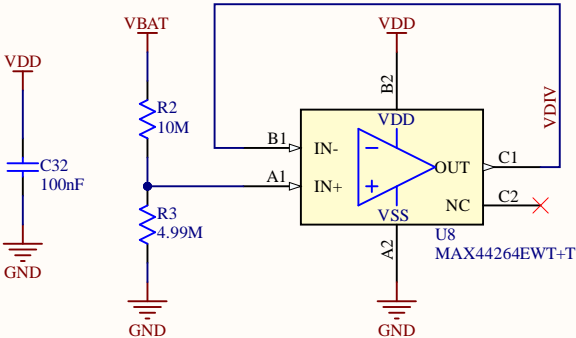 VDD
C32
100nF
GND
VBAT
R2
10M
R3
4.99M
GND
VDD
B2
VDD
B1
IN-
A1
IN+
OUT
C1
VDIV
NC
C2
VSS
A2
U8
MAX44264EWT+T
GND